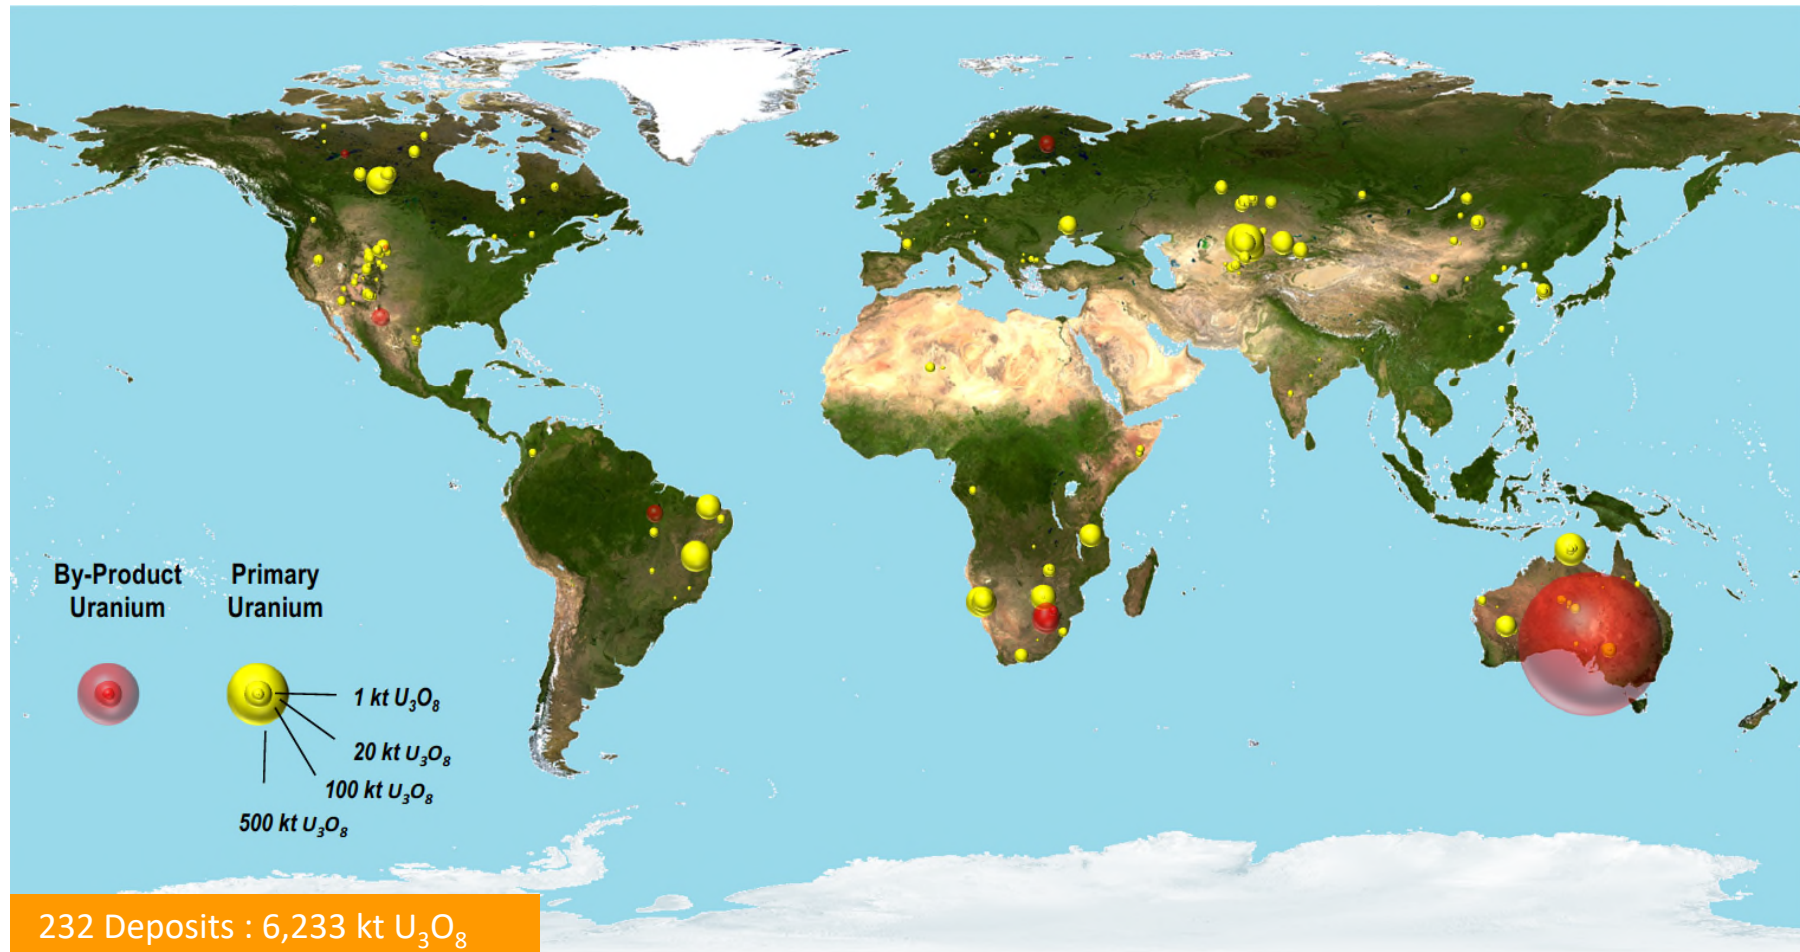 By-Product
Uranium
Primary
Uranium
1 kt U₃O₈
20 kt U₃O₈
100 kt U₃O₈
500 kt U₃O₈
232 Deposits : 6,233 kt U₃O₈